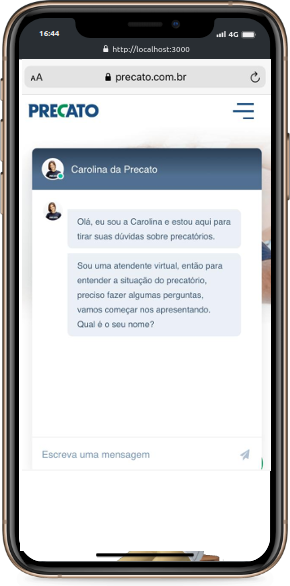 16:44
4G
http://localhost:3000
AA
precato.com.br
PRECATO
Carolina da Precato
Olá, eu sou a Carolina e estou aqui para
tirar suas dúvidas sobre precatórios.
Sou uma atendente virtual, então para
entender a situação do precatório,
preciso fazer algumas perguntas,
vamos começar nos apresentando.
Qual é o seu nome?
Escreva uma mensagem